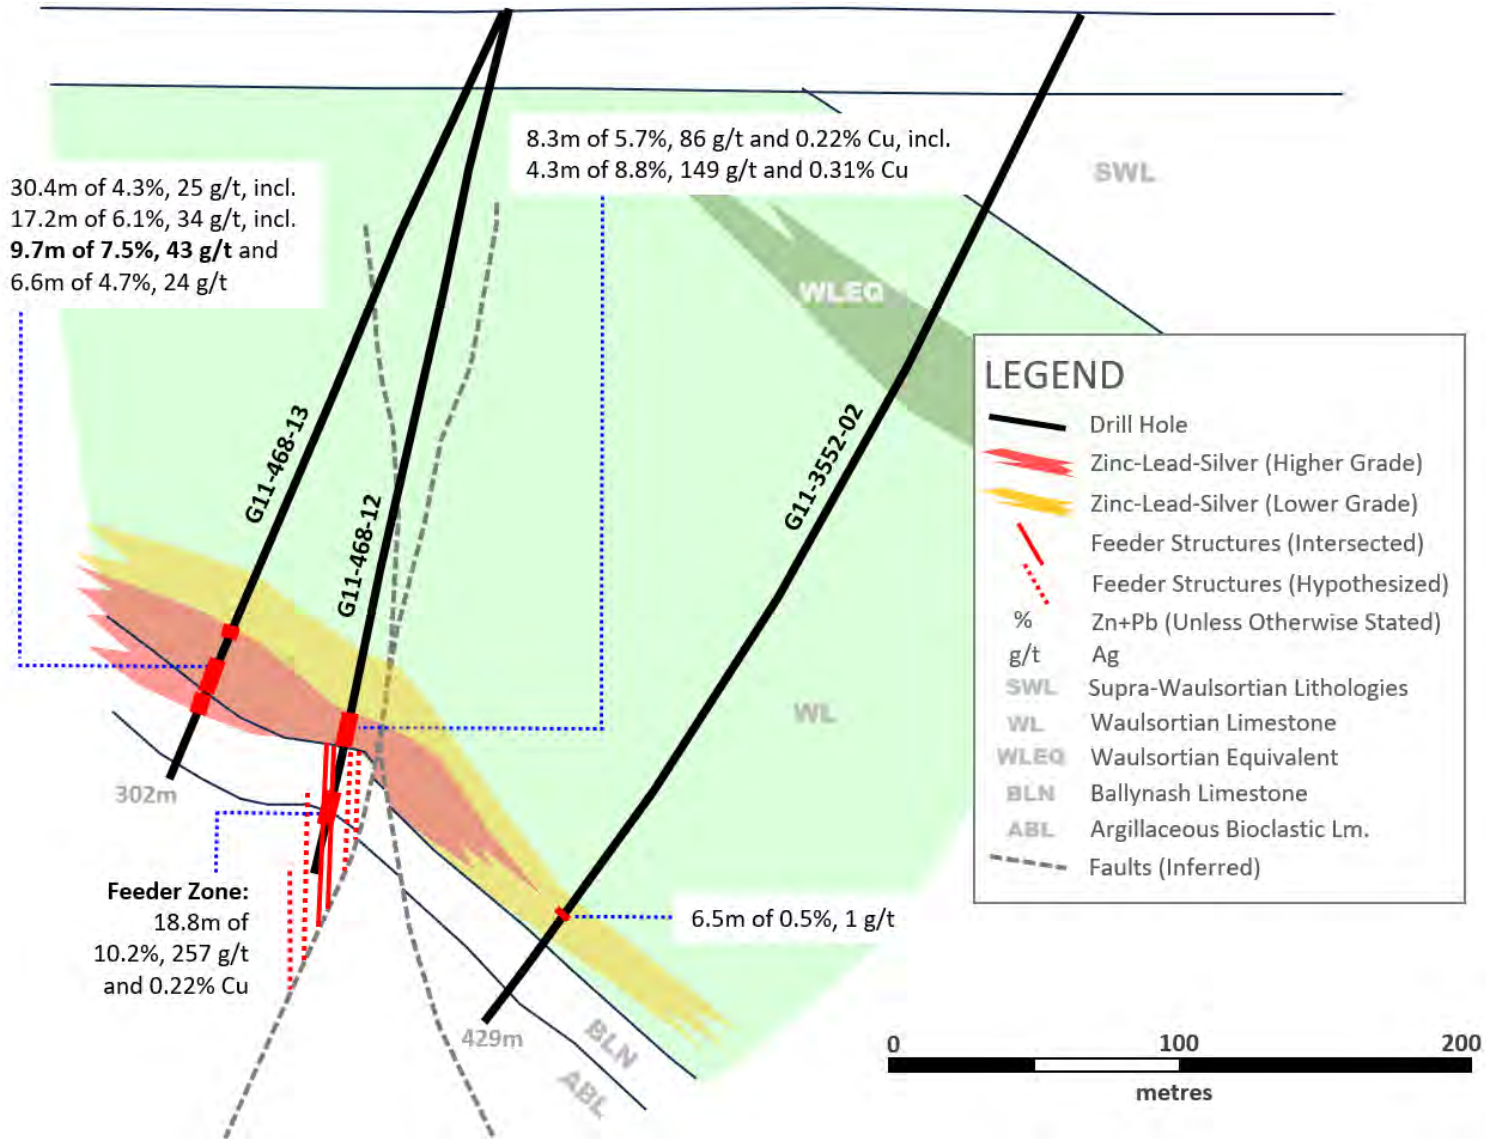 8.3m of 5.7%, 86 g/t and 0.22% Cu, incl.
4.3m of 8.8%, 149 g/t and 0.31% Cu
SWL
30.4m of 4.3%, 25 g/t, incl.
17.2m of 6.1%, 34 g/t, incl.
9.7m of 7.5%, 43 g/t and
6.6m of 4.7%, 24 g/t
WLEQ
G11-468-13
G11-468-12
G11-3552-02
WL
302m
Feeder Zone:
18.8m of
10.2%, 257 g/t
and 0.22% Cu
6.5m of 0.5%, 1 g/t
429m
BLN
ABL
LEGEND
Drill Hole
Zinc-Lead-Silver (Higher Grade)
Zinc-Lead-Silver (Lower Grade)
Feeder Structures (Intersected)
Feeder Structures (Hypothesized)
% Zn+Pb (Unless Otherwise Stated)
g/t Ag
SWL Supra-Waulsortian Lithologies
WL Waulsortian Limestone
WLEQ Waulsortian Equivalent
BLN Ballynash Limestone
ABL Argillaceous Bioclastic Lm.
Faults (Inferred)
0 100 200
metres